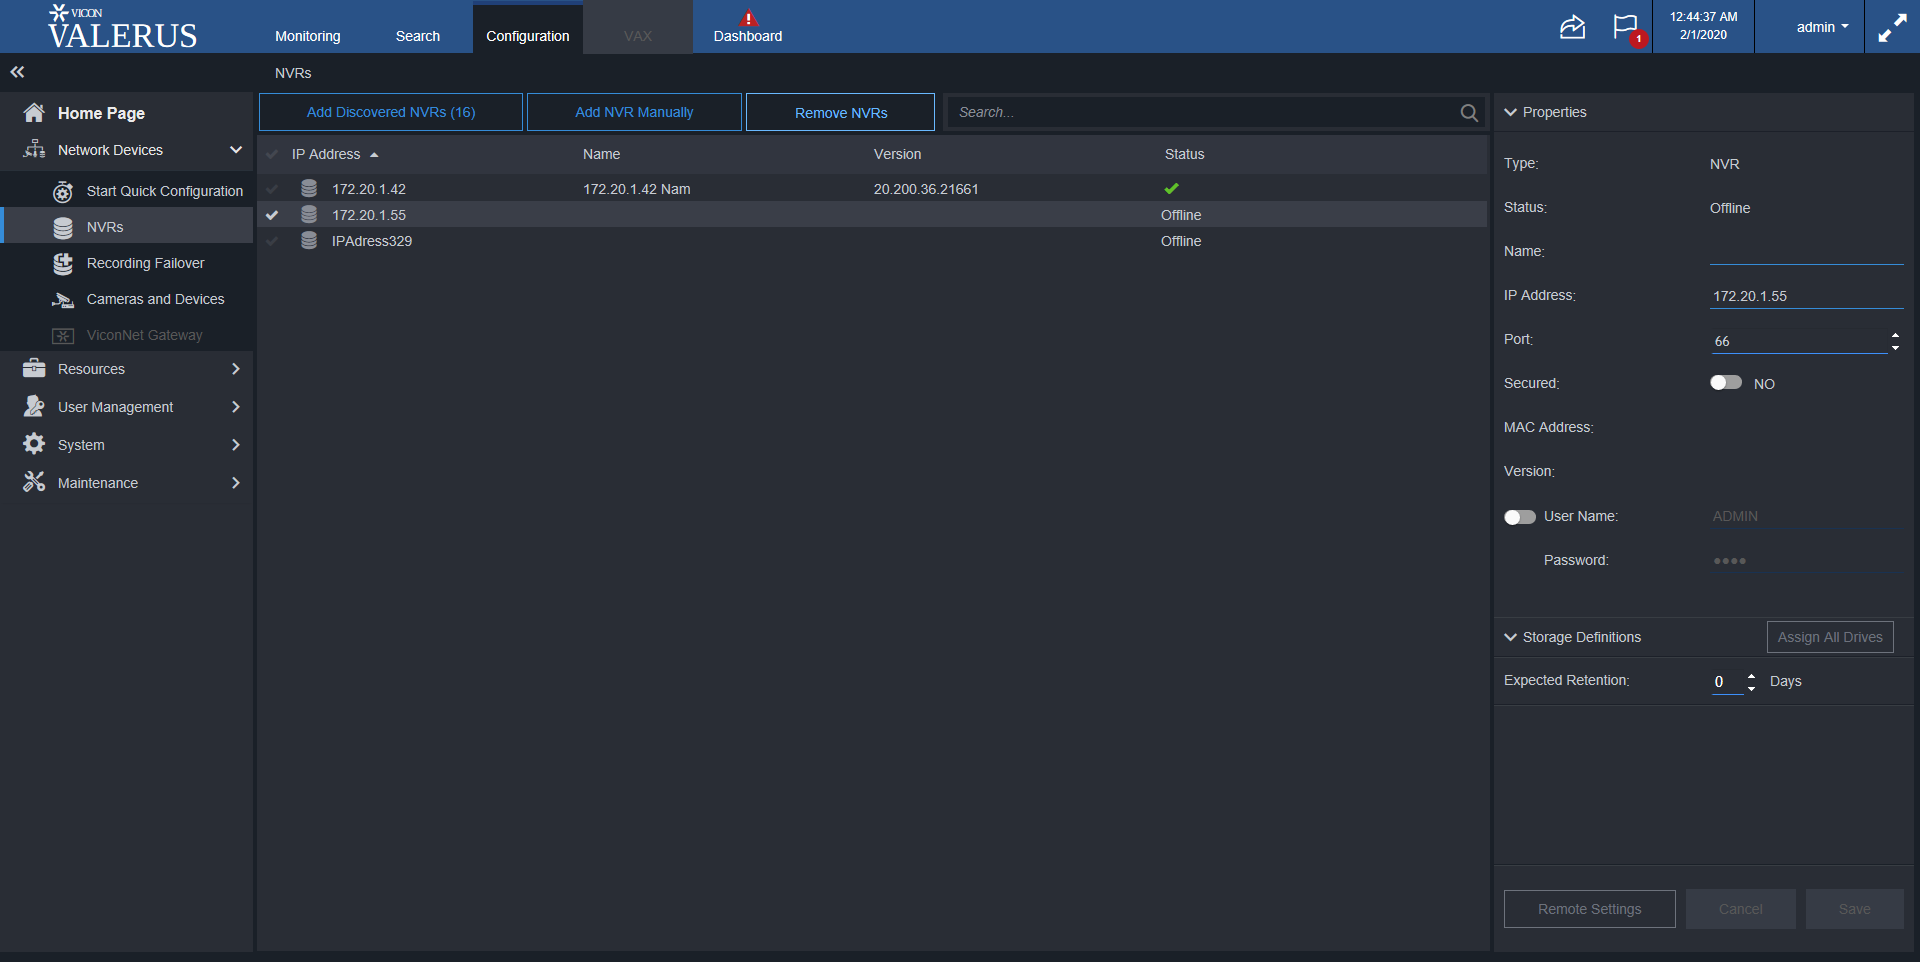 VICON
VALERUS
Monitoring
Search
Configuration
VAX
Dashboard
1
12:44:37 AM
2/1/2020
admin
NVRs
Home Page
Network Devices
Start Quick Configuration
NVRs
Recording Failover
Cameras and Devices
ViconNet Gateway
Resources
User Management
System
Maintenance
Add Discovered NVRs (16)
Add NVR Manually
Remove NVRs
Search...
IP Address Name Version Status
172.20.1.42 172.20.1.42 Nam 20.200.36.21661
172.20.1.55 Offline
IPAdress329 Offline
Properties
Type: NVR
Status: Offline
Name:
IP Address: 172.20.1.55
Port: 66
Secured: NO
MAC Address:
Version:
User Name: ADMIN
Password: ••••
Storage Definitions
Assign All Drives
Expected Retention: 0 Days
Remote Settings
Cancel
Save